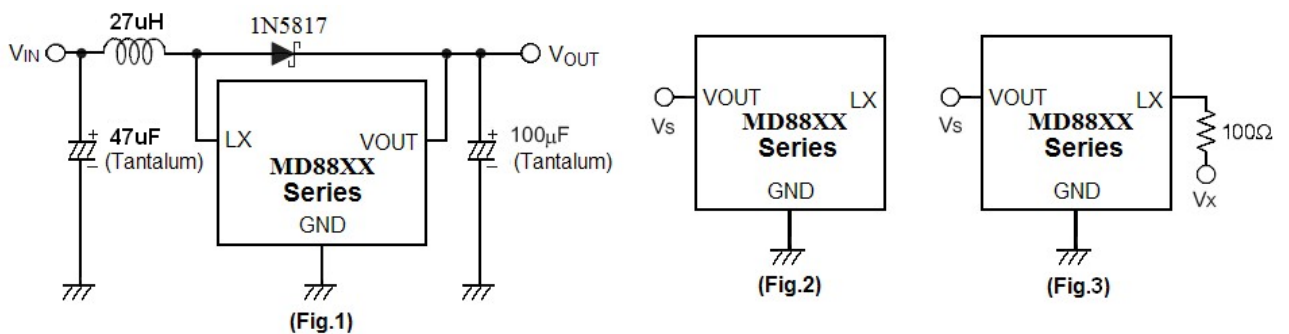 27uH
1N5817
VIN
VOUT
47uF
(Tantalum)
+
−
LX
VOUT
MD88XX
Series
GND
+
−
100µF
(Tantalum)
(Fig.1)
Vs
VOUT
LX
MD88XX
Series
GND
(Fig.2)
Vs
VOUT
LX
MD88XX
Series
GND
100Ω
Vx
(Fig.3)